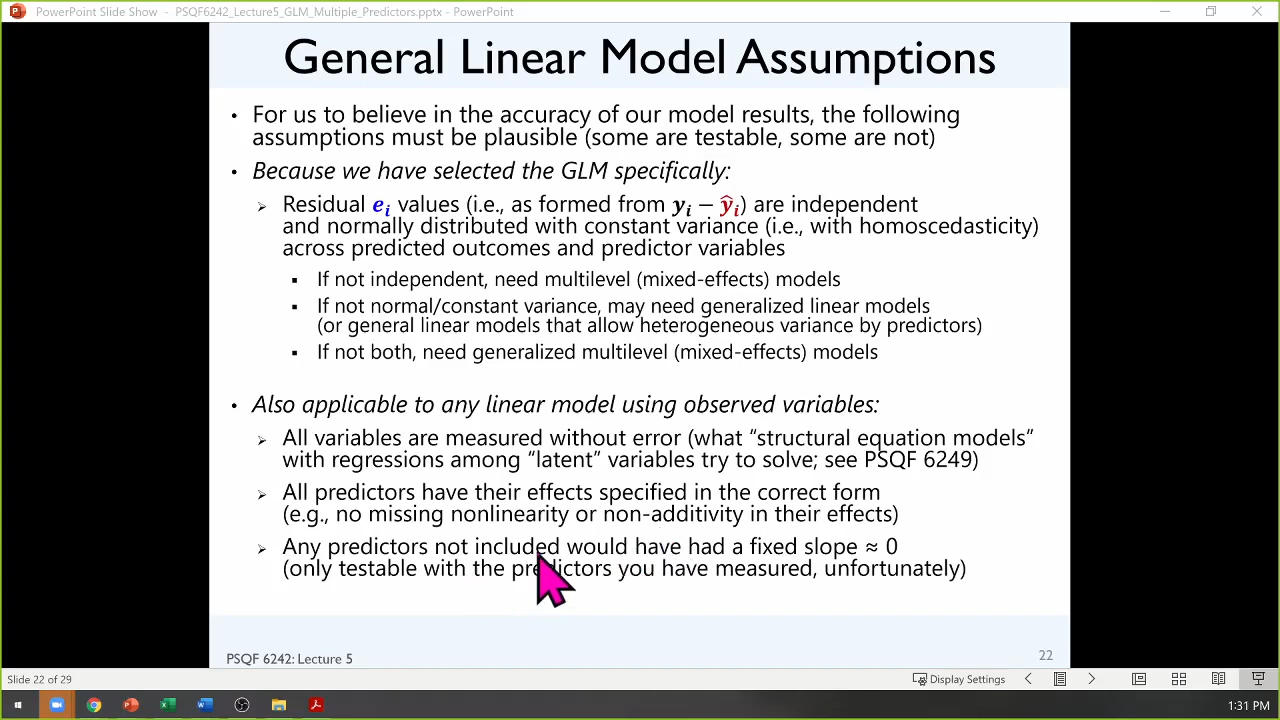 PowerPoint Slide Show - PSQF6242_Lecture5_GLM_Multiple_Predictors.pptx - PowerPoint
General Linear Model Assumptions
• For us to believe in the accuracy of our model results, the following
assumptions must be plausible (some are testable, some are not)
• Because we have selected the GLM specifically:
➢ Residual eᵢ values (i.e., as formed from yᵢ − ŷᵢ) are independent
and normally distributed with constant variance (i.e., with homoscedasticity)
across predicted outcomes and predictor variables
▪ If not independent, need multilevel (mixed-effects) models
▪ If not normal/constant variance, may need generalized linear models
(or general linear models that allow heterogeneous variance by predictors)
▪ If not both, need generalized multilevel (mixed-effects) models
• Also applicable to any linear model using observed variables:
➢ All variables are measured without error (what “structural equation models”
with regressions among “latent” variables try to solve; see PSQF 6249)
➢ All predictors have their effects specified in the correct form
(e.g., no missing nonlinearity or non-additivity in their effects)
➢ Any predictors not included would have had a fixed slope ≈ 0
(only testable with the predictors you have measured, unfortunately)
PSQF 6242: Lecture 5
22
Slide 22 of 29
Display Settings
1:31 PM